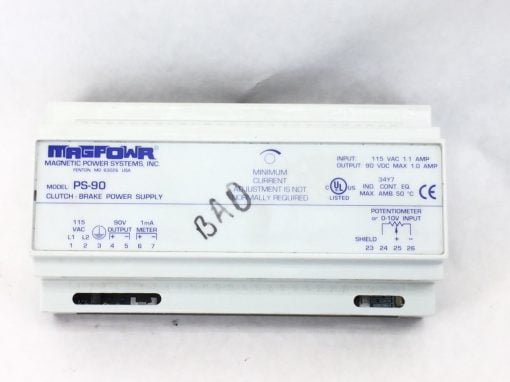 MAGPOWR
MAGNETIC POWER SYSTEMS, INC.
FENTON, MO 63026 USA
MODEL PS-90
CLUTCH - BRAKE POWER SUPPLY
MINIMUM
CURRENT
ADJUSTMENT IS NOT
NORMALLY REQUIRED
INPUT: 115 VAC 1.1 AMP
OUTPUT: 90 VDC MAX 1.0 AMP
34Y7
IND. CONT. EQ.
MAX. AMB. 50 °C
C UL US
LISTED
CE
BAD
115 90V 1mA
VAC OUTPUT METER
L1 L2 + - + -
1 2 3 4 5 6 7
POTENTIOMETER
or 0-10V INPUT
SHIELD + -
23 24 25 26